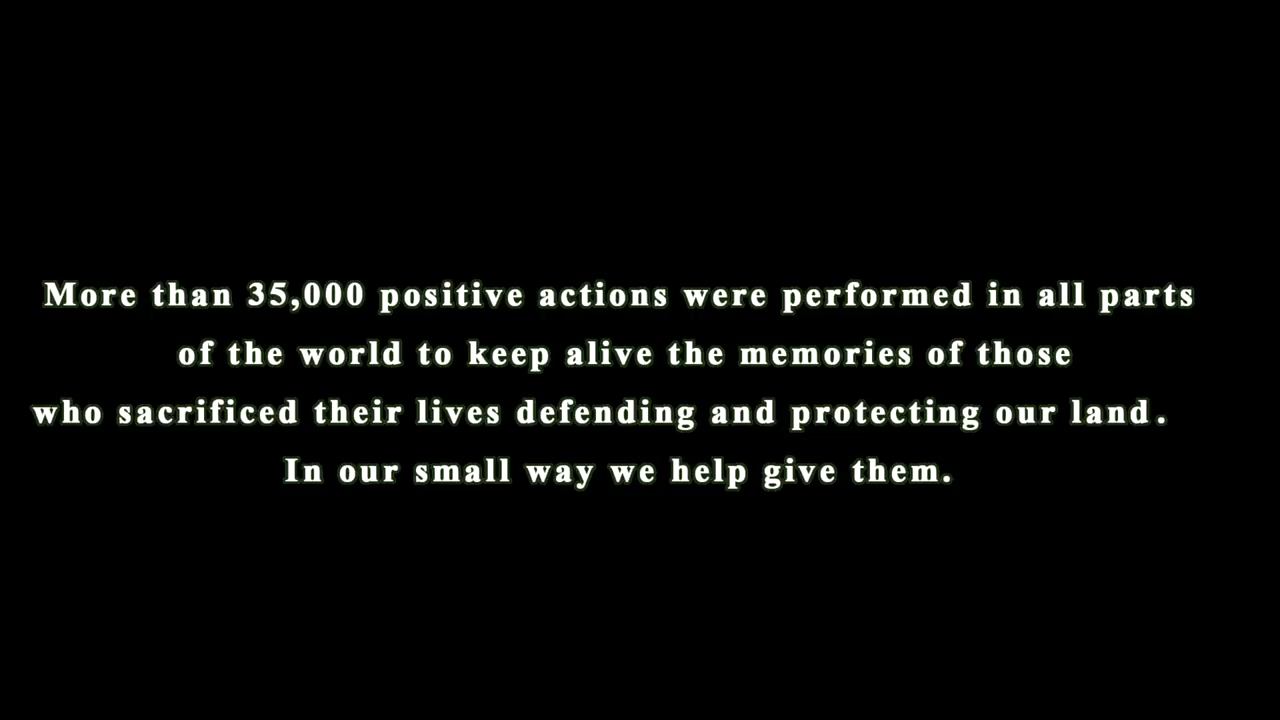 More than 35,000 positive actions were performed in all parts
of the world to keep alive the memories of those
who sacrificed their lives defending and protecting our land.
In our small way we help give them.